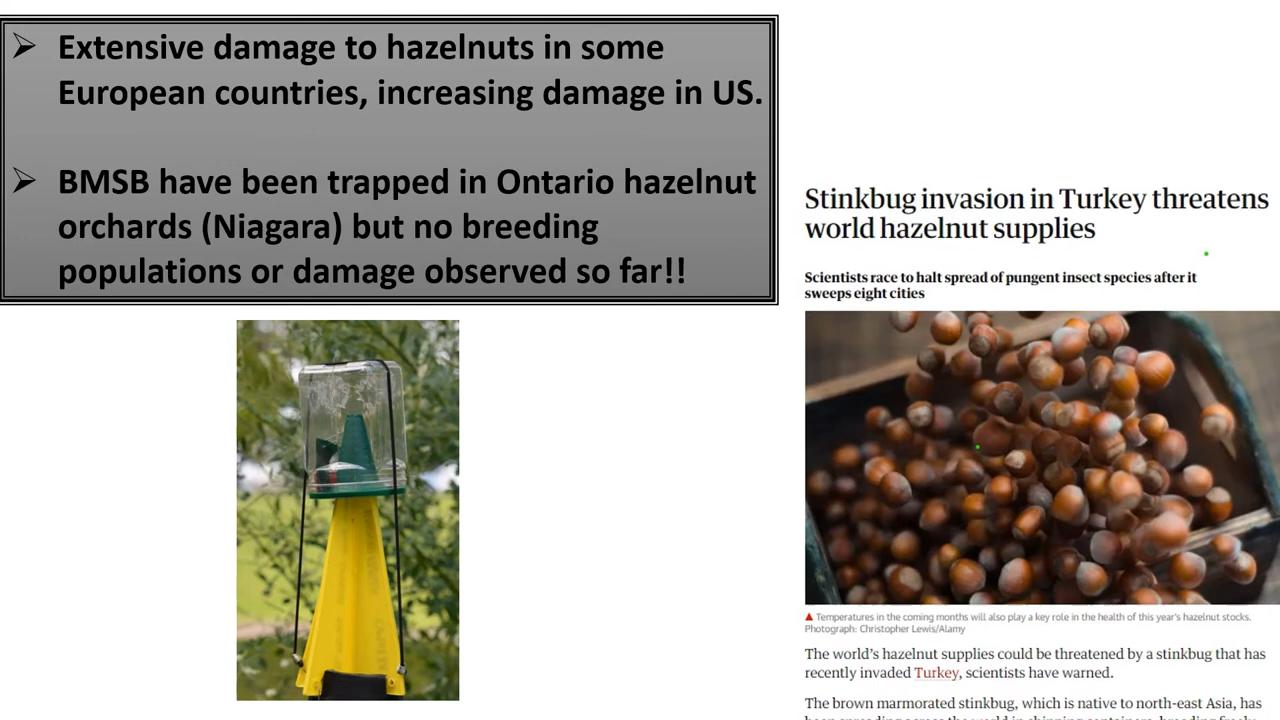 ➢ Extensive damage to hazelnuts in some
European countries, increasing damage in US.
➢ BMSB have been trapped in Ontario hazelnut
orchards (Niagara) but no breeding
populations or damage observed so far!!
Stinkbug invasion in Turkey threatens
world hazelnut supplies
Scientists race to halt spread of pungent insect species after it
sweeps eight cities
▲ Temperatures in the coming months will also play a key role in the health of this year's hazelnut stocks.
Photograph: Christopher Lewis/Alamy
The world's hazelnut supplies could be threatened by a stinkbug that has
recently invaded Turkey, scientists have warned.
The brown marmorated stinkbug, which is native to north-east Asia, has